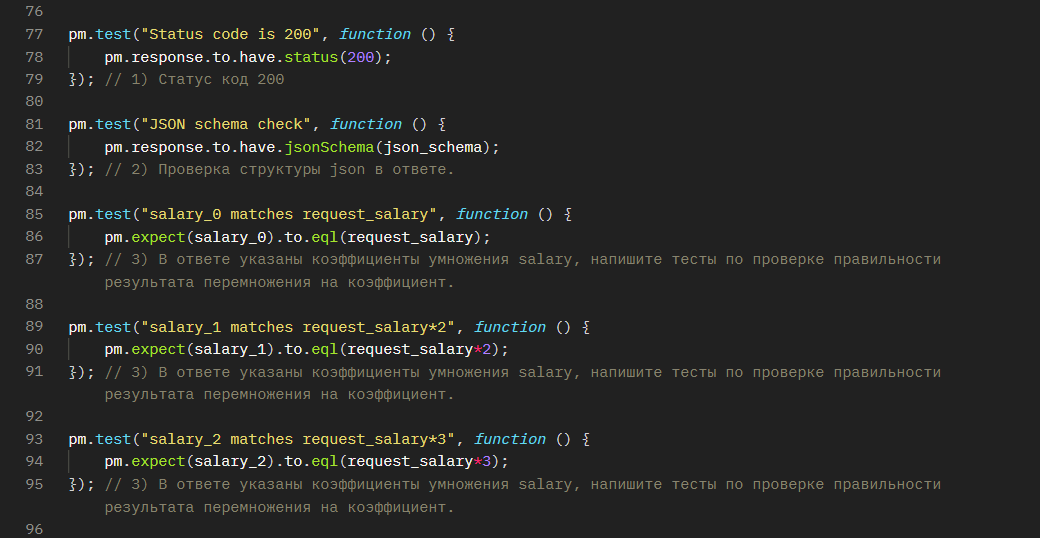 76
77 pm.test("Status code is 200", function () {
78 pm.response.to.have.status(200);
79 }); // 1) Статус код 200
80
81 pm.test("JSON schema check", function () {
82 pm.response.to.have.jsonSchema(json_schema);
83 }); // 2) Проверка структуры json в ответе.
84
85 pm.test("salary_0 matches request_salary", function () {
86 pm.expect(salary_0).to.eql(request_salary);
87 }); // 3) В ответе указаны коэффициенты умножения salary, напишите тесты по проверке правильности
результата перемножения на коэффициент.
88
89 pm.test("salary_1 matches request_salary*2", function () {
90 pm.expect(salary_1).to.eql(request_salary*2);
91 }); // 3) В ответе указаны коэффициенты умножения salary, напишите тесты по проверке правильности
результата перемножения на коэффициент.
92
93 pm.test("salary_2 matches request_salary*3", function () {
94 pm.expect(salary_2).to.eql(request_salary*3);
95 }); // 3) В ответе указаны коэффициенты умножения salary, напишите тесты по проверке правильности
результата перемножения на коэффициент.
96